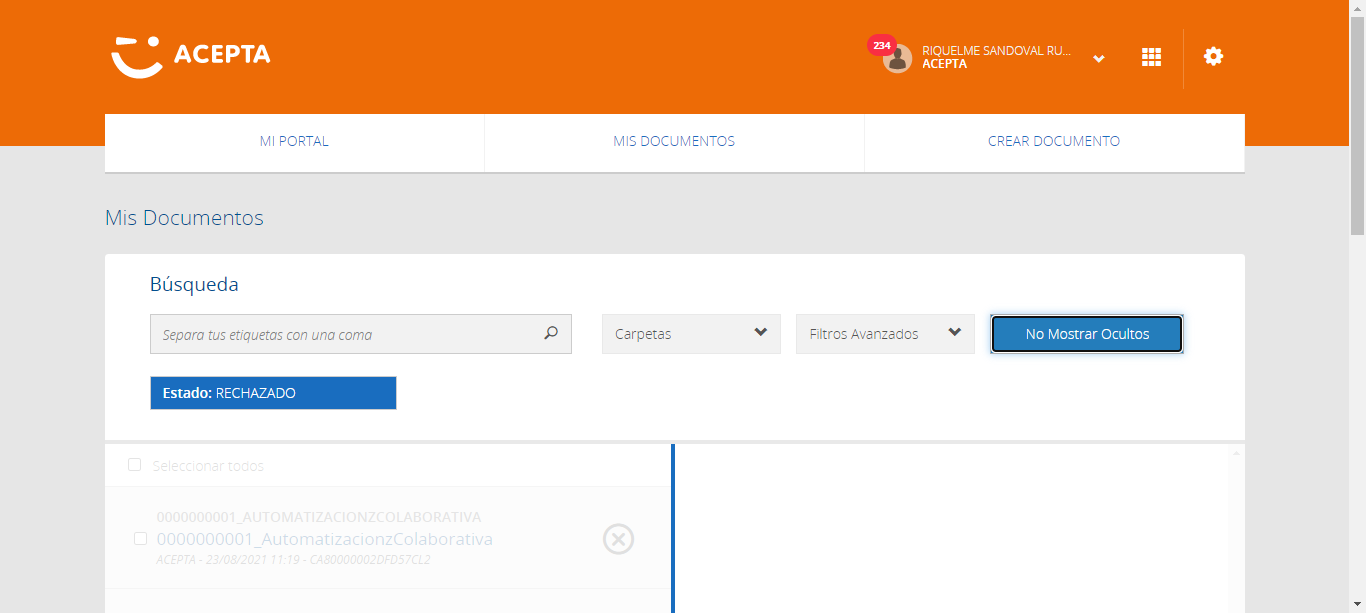 ACEPTA
234
RIQUELME SANDOVAL RU...
ACEPTA
MI PORTAL
MIS DOCUMENTOS
CREAR DOCUMENTO
Mis Documentos
Búsqueda
Separa tus etiquetas con una coma
Carpetas
Filtros Avanzados
No Mostrar Ocultos
Estado: RECHAZADO
Seleccionar todos
0000000001_AUTOMATIZACIONZCOLABORATIVA
0000000001_AutomatizacionzColaborativa
ACEPTA - 23/08/2021 11:19 - CA80000002DFD57CL2